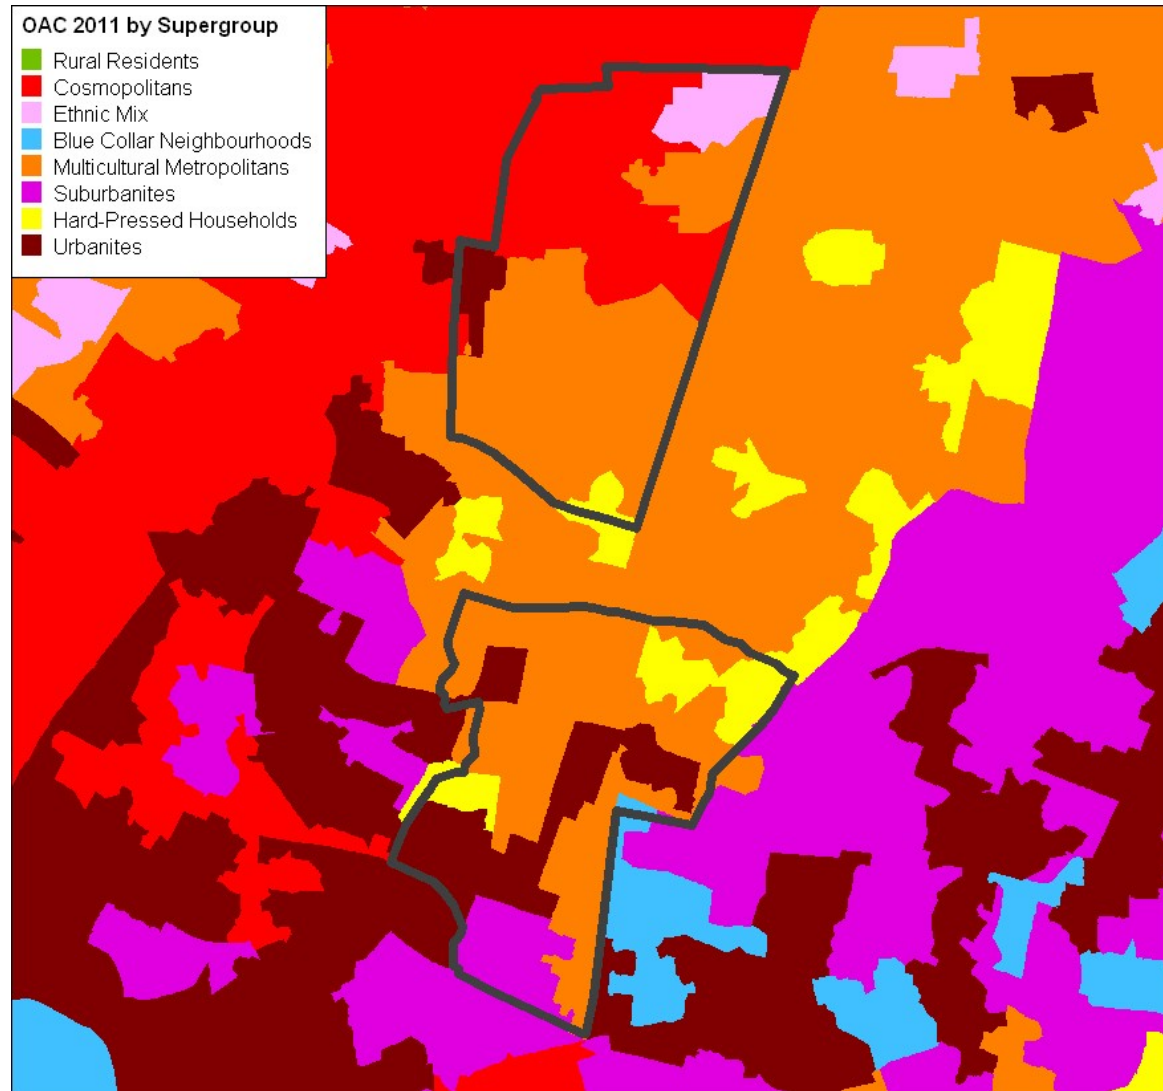 OAC 2011 by Supergroup
Rural Residents
Cosmopolitans
Ethnic Mix
Blue Collar Neighbourhoods
Multicultural Metropolitans
Suburbanites
Hard-Pressed Households
Urbanites